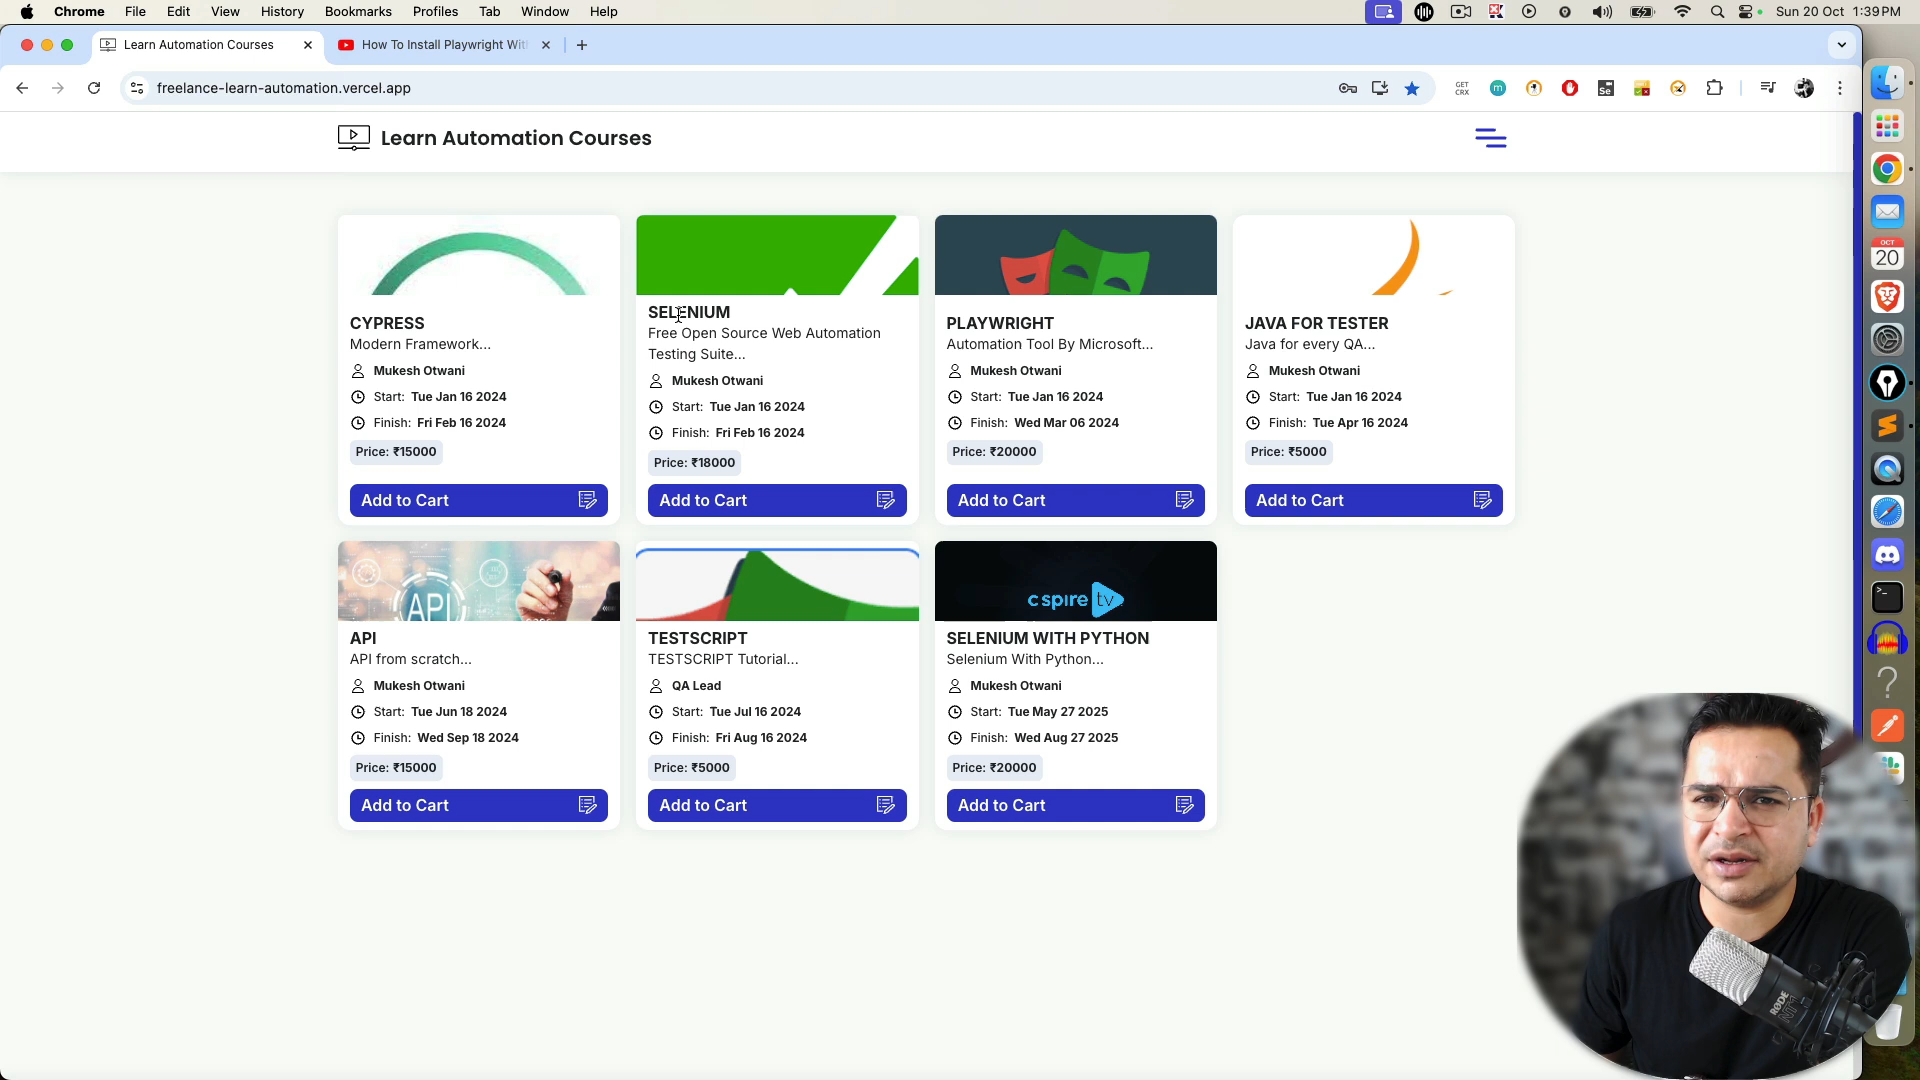 Chrome File Edit View History Bookmarks Profiles Tab Window Help
Sun 20 Oct 1:39 PM
Learn Automation Courses
How To Install Playwright Wit
freelance-learn-automation.vercel.app
GET CRX
m
Se
Learn Automation Courses
CYPRESS
Modern Framework...
Mukesh Otwani
Start: Tue Jan 16 2024
Finish: Fri Feb 16 2024
Price: ₹15000
Add to Cart
SELENIUM
Free Open Source Web Automation
Testing Suite...
Mukesh Otwani
Start: Tue Jan 16 2024
Finish: Fri Feb 16 2024
Price: ₹18000
Add to Cart
PLAYWRIGHT
Automation Tool By Microsoft...
Mukesh Otwani
Start: Tue Jan 16 2024
Finish: Wed Mar 06 2024
Price: ₹20000
Add to Cart
JAVA FOR TESTER
Java for every QA...
Mukesh Otwani
Start: Tue Jan 16 2024
Finish: Tue Apr 16 2024
Price: ₹5000
Add to Cart
API
API
API from scratch...
Mukesh Otwani
Start: Tue Jun 18 2024
Finish: Wed Sep 18 2024
Price: ₹15000
Add to Cart
TESTSCRIPT
TESTSCRIPT Tutorial...
QA Lead
Start: Tue Jul 16 2024
Finish: Fri Aug 16 2024
Price: ₹5000
Add to Cart
c spire tv
SELENIUM WITH PYTHON
Selenium With Python...
Mukesh Otwani
Start: Tue May 27 2025
Finish: Wed Aug 27 2025
Price: ₹20000
Add to Cart
OCT
20
RØDE
NT1